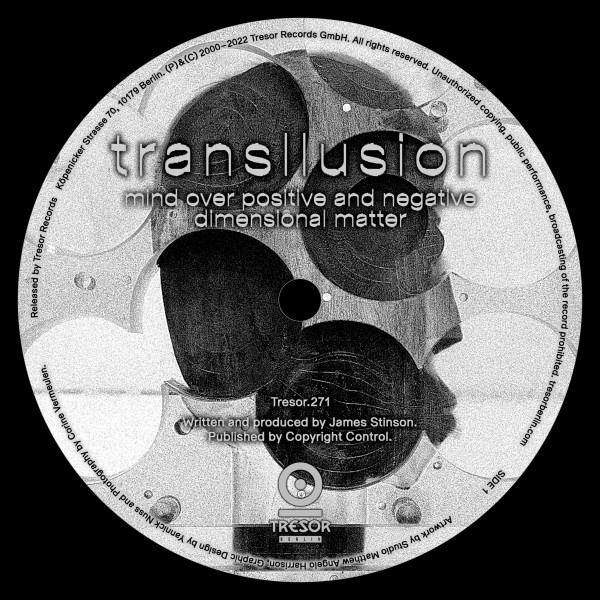 transllusion
mind over positive and negative
dimensional matter
Tresor.271
Written and produced by James Stinson.
Published by Copyright Control.
TRESOR
BERLIN
SIDE 1
Released by Tresor Records Köpenicker Strasse 70, 10179 Berlin. (P)&(C) 2000–2022 Tresor Records GmbH. All rights reserved. Unauthorized copying, public performance, broadcasting of the record prohibited. tresorberlin.com
Artwork by Studio Matthew Angelo Harrison, Graphic Design by Yannick Nuss and Photography by Corine Vermeulen.